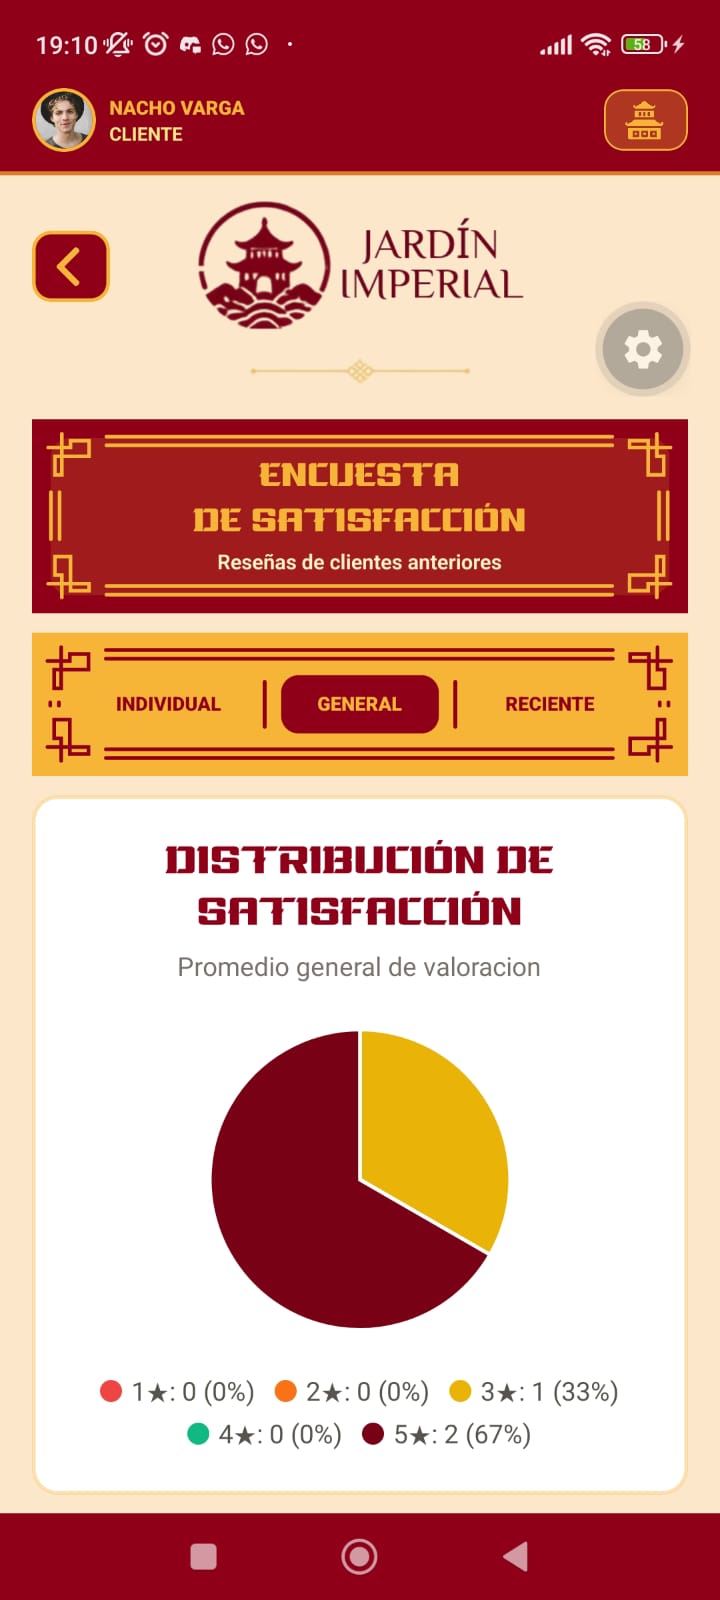 19:10
58
NACHO VARGA
CLIENTE
JARDÍN
IMPERIAL
ENCUESTA
DE SATISFACCIÓN
Reseñas de clientes anteriores
INDIVIDUAL
GENERAL
RECIENTE
DISTRIBUCIÓN DE
SATISFACCIÓN
Promedio general de valoracion
1★: 0 (0%) 2★: 0 (0%) 3★: 1 (33%)
4★: 0 (0%) 5★: 2 (67%)